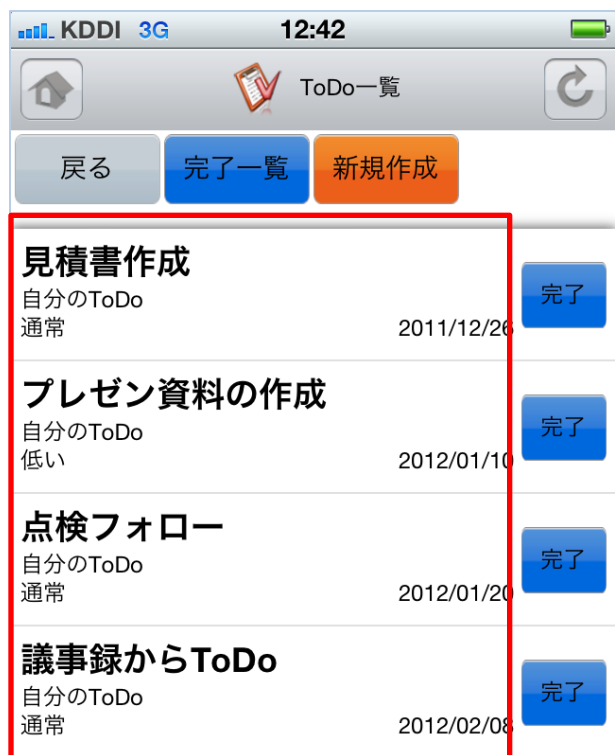 KDDI 3G 12:42
ToDo一覧
戻る 完了一覧 新規作成
見積書作成
自分のToDo
通常 2011/12/26
完了
プレゼン資料の作成
自分のToDo
低い 2012/01/10
完了
点検フォロー
自分のToDo
通常 2012/01/20
完了
議事録からToDo
自分のToDo
通常 2012/02/08
完了